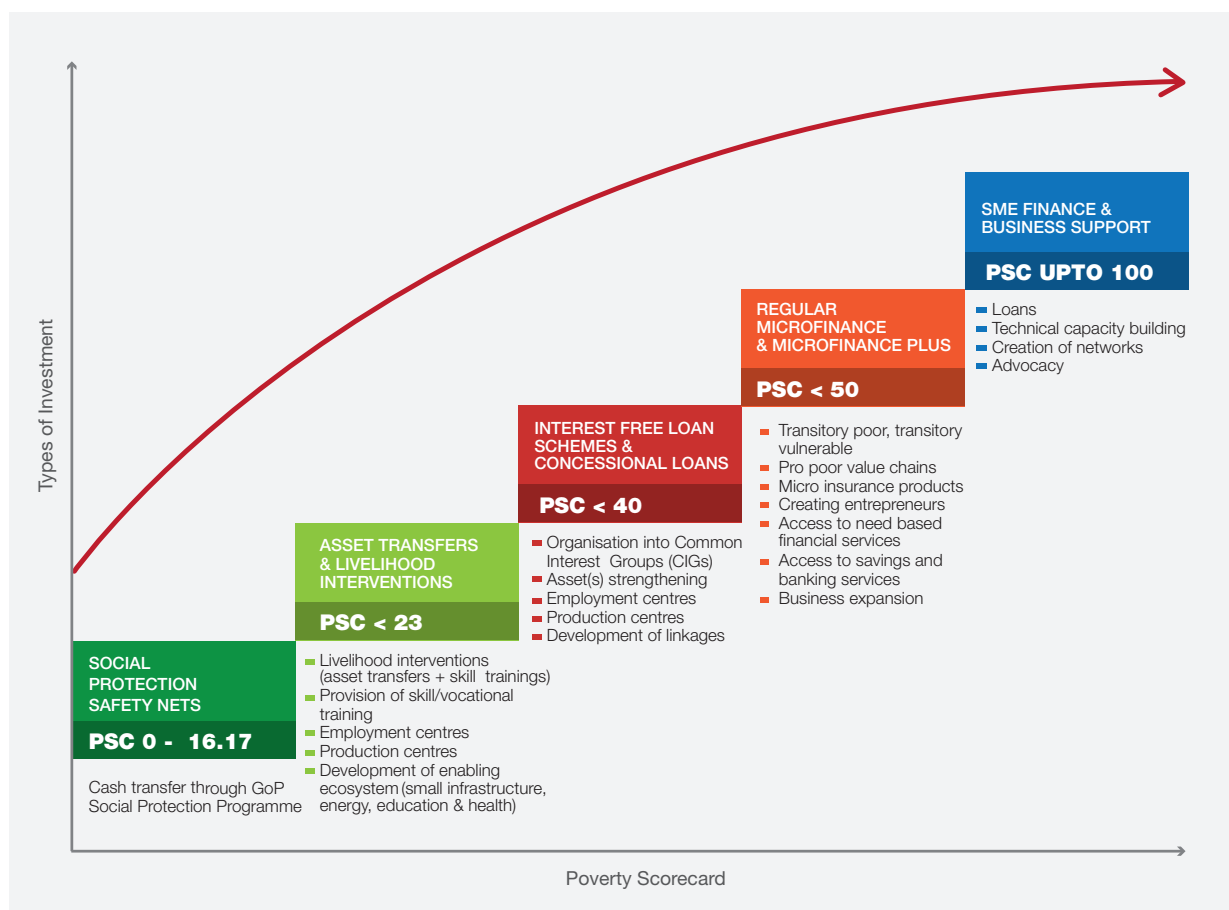 Types of Investment
SOCIAL
PROTECTION
SAFETY NETS
PSC 0 - 16.17
Cash transfer through GoP
Social Protection Programme
ASSET TRANSFERS
& LIVELIHOOD
INTERVENTIONS
PSC < 23
Livelihood interventions
(asset transfers + skill trainings)
Provision of skill/vocational
training
Employment centres
Production centres
Development of enabling
ecosystem (small infrastructure,
energy, education & health)
INTEREST FREE LOAN
SCHEMES &
CONCESSIONAL LOANS
PSC < 40
Organisation into Common
Interest Groups (CIGs)
Asset(s) strengthening
Employment centres
Production centres
Development of linkages
REGULAR
MICROFINANCE
& MICROFINANCE PLUS
PSC < 50
Transitory poor, transitory
vulnerable
Pro poor value chains
Micro insurance products
Creating entrepreneurs
Access to need based
financial services
Access to savings and
banking services
Business expansion
SME FINANCE &
BUSINESS SUPPORT
PSC UPTO 100
Loans
Technical capacity building
Creation of networks
Advocacy
Poverty Scorecard